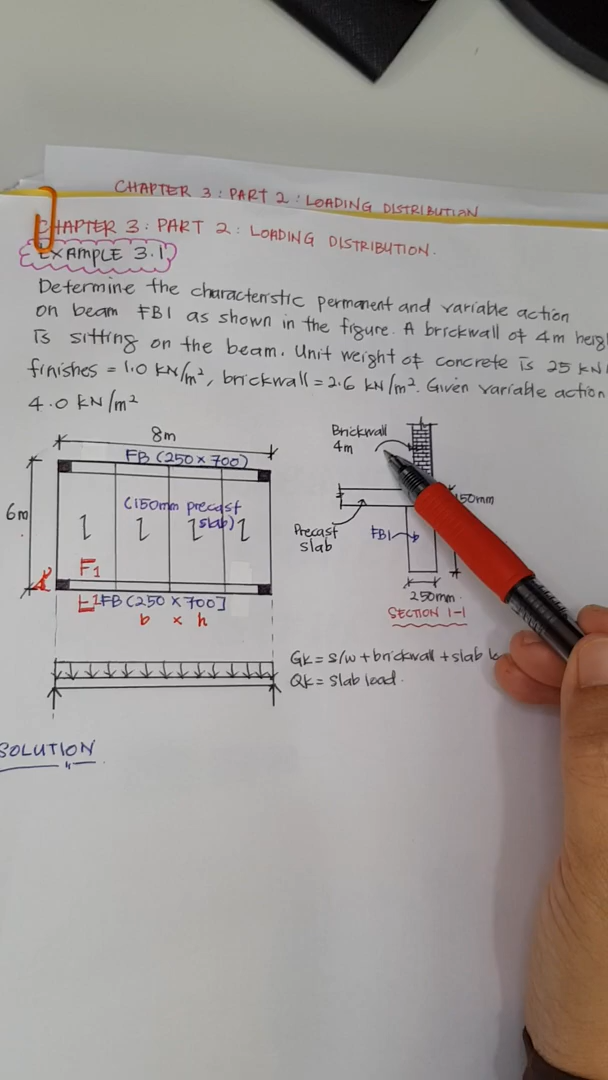 CHAPTER 3: PART 2: LOADING DISTRIBUTION
CHAPTER 3: PART 2: LOADING DISTRIBUTION.
EXAMPLE 3.1
Determine the characteristic permanent and variable action
on beam FB1 as shown in the figure. A brickwall of 4m heig
is sitting on the beam. Unit weight of concrete is 25 KN/
finishes = 1.0 KN/m², brickwall = 2.6 KN/m². Given variable action
4.0 KN/m²
8m
FB (250 x 700)
6m
(150mm precast
slab)
F1
FB (250 x 700]
b x h
Brickwall
4m
150mm
Precast
slab
FB1
250mm
SECTION 1-1
GK = s/w + brickwall + slab
QK = Slab load.
SOLUTION